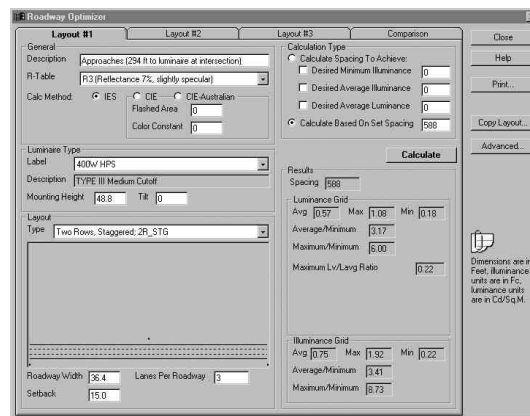 Roadway Optimizer
Layout #1
Layout #2
Layout #3
Comparison
General
Description Approaches (294 ft to luminaire at intersection)
R-Table R3 (Reflectance 7%, slightly specular)
Calc Method: IES CIE CIE-Australian
Flashed Area 0
Color Constant 0
Luminaire Type
Label 400W HPS
Description TYPE III Medium Cutoff
Mounting Height 48.8 Tilt 0
Layout
Type Two Rows, Staggered; 2R_STG
Roadway Width 36.4 Lanes Per Roadway 3
Setback 15.0
Calculation Type
Calculate Spacing To Achieve:
Desired Minimum Illuminance 0
Desired Average Illuminance 0
Desired Average Luminance 0
Calculate Based On Set Spacing 588
Calculate
Results
Spacing 588
Luminance Grid
Avg 0.57 Max 1.08 Min 0.18
Average/Minimum 3.17
Maximum/Minimum 6.00
Maximum Lv/Lavg Ratio 0.22
Illuminance Grid
Avg 0.75 Max 1.92 Min 0.22
Average/Minimum 3.41
Maximum/Minimum 8.73
Close
Help
Print...
Copy Layout...
Advanced...
Dimensions are in
Feet, illuminance
units are in Fc,
luminance units
are in Cd/Sq.M.